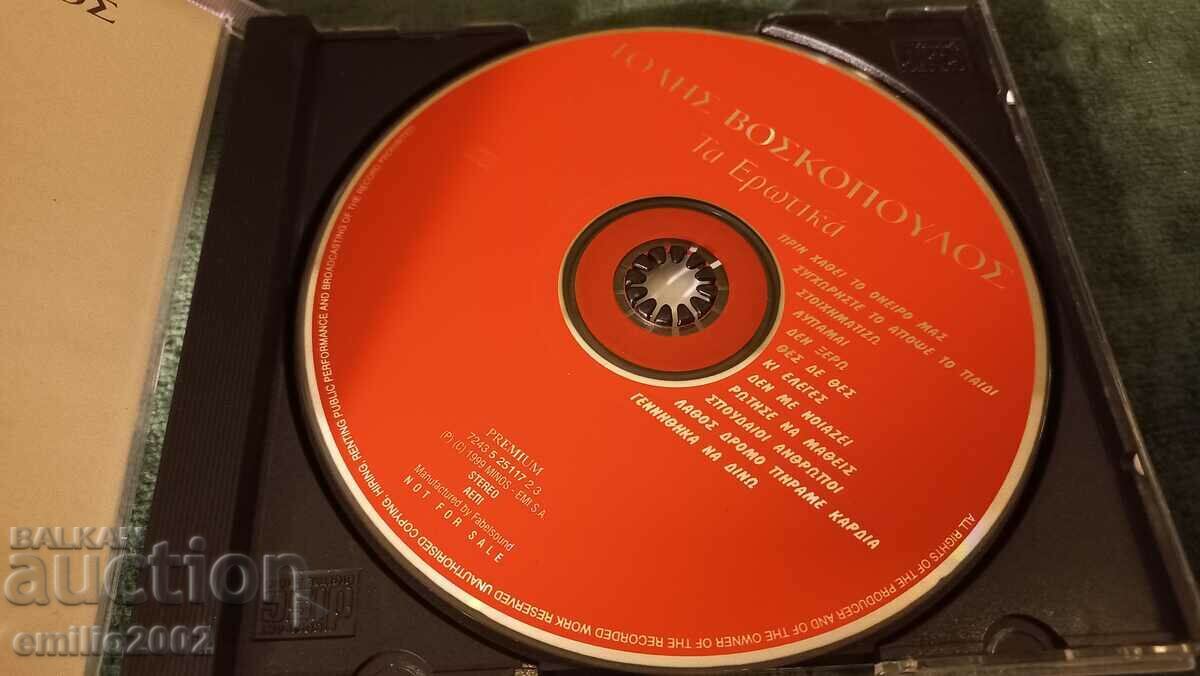 ΤΟΛΗΣ ΒΟΣΚΟΠΟΥΛΟΣ
Τα Ερωτικά
ΠΡΙΝ ΧΑΘΕΙ ΤΟ ΟΝΕΙΡΟ ΜΑΣ
ΣΥΓΧΩΡΗΣΤΕ ΤΟ ΑΠΟΨΕ ΤΟ ΠΑΙΔΙ
ΣΤΟΙΧΗΜΑΤΙΖΩ
ΛΥΠΑΜΑΙ
ΔΕΝ ΞΕΡΩ
ΘΕΣ ΔΕ ΘΕΣ
ΚΙ ΕΛΕΓΕΣ
ΔΕΝ ΜΕ ΝΟΙΑΖΕΙ
ΡΩΤΗΣΕ ΝΑ ΜΑΘΕΙΣ
ΣΠΟΥΔΑΙΟΙ ΑΝΘΡΩΠΟΙ
ΛΑΘΟΣ ΔΡΟΜΟ ΠΗΡΑΜΕ ΚΑΡΔΙΑ
ΓΕΝΝΗΘΗΚΑ ΝΑ ΔΙΝΩ
PREMIUM
7243 5 25117 2 3
(P) (C) 1999 MINOS - EMI S.A
STEREO
ΑΕΠΙ
Manufactured by Fabelsound
NOT FOR SALE
ALL RIGHTS OF THE PRODUCER AND OF THE OWNER OF THE RECORDED WORK RESERVED UNAUTHORISED COPYING, HIRING RENTING PUBLIC PERFORMANCE AND BROADCASTING OF THE RECORD PROHIBITED
BALKAN
auction
emilio2002